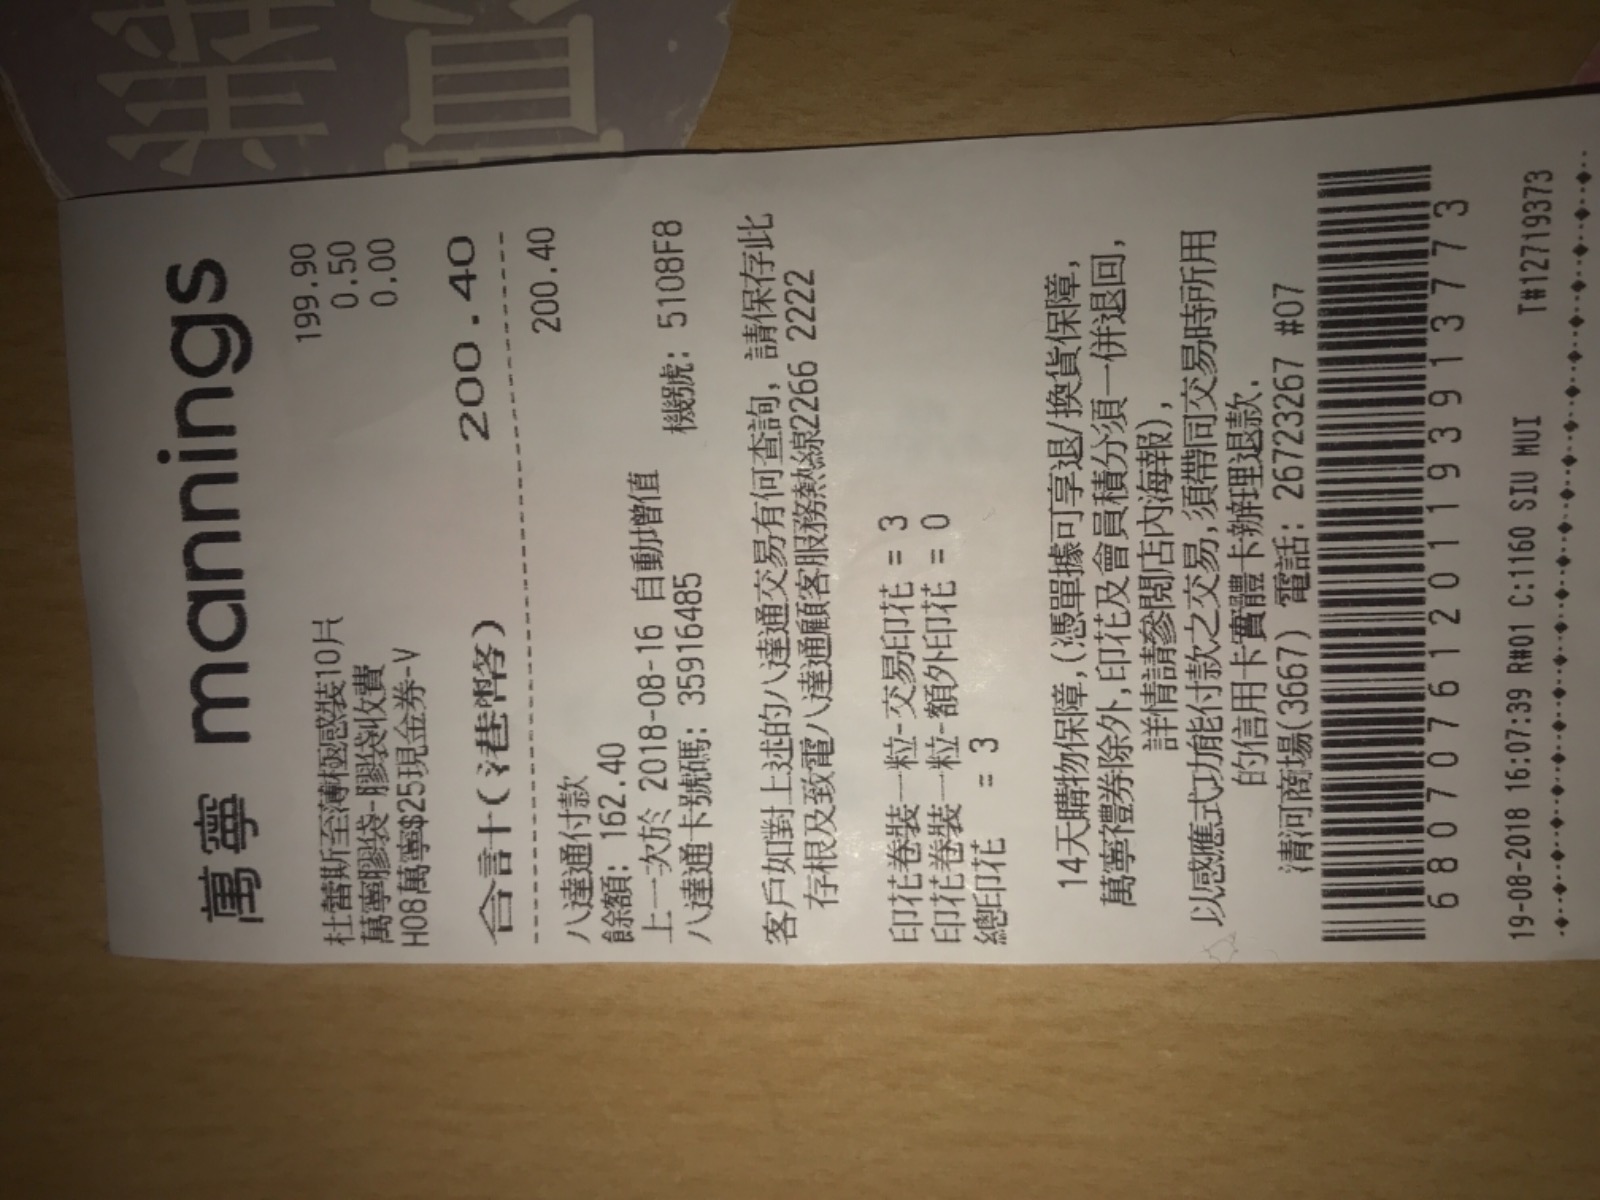 萬寧 mannings
杜蕾斯至薄極感裝10片 199.90
萬寧膠袋-膠袋收費 0.50
H08萬寧$25現金券-V 0.00
合計(港幣) 200.40
八達通付款 200.40
餘額: 162.40
上一次於 2018-08-16 自動增值
八達通卡號碼: 35916485 機號: 5108F8
客戶如對上述的八達通交易有何查詢, 請保存此
存根及致電八達通顧客服務熱線2266 2222
印花卷裝一粒-交易印花 = 3
印花卷裝一粒-額外印花 = 0
總印花 = 3
14天購物保障,(憑單據可享退/換貨保障,
萬寧禮券除外,印花及會員積分須一併退回,
詳情請參閱店內海報),
以感應式功能付款之交易,須帶同交易時所用
的信用卡實體卡辦理退款.
清河商場(3667) 電話: 26723267 #07
68070761201193913773
19-08-2018 16:07:39 R#01 C:1160 SIU MUI T#12719373